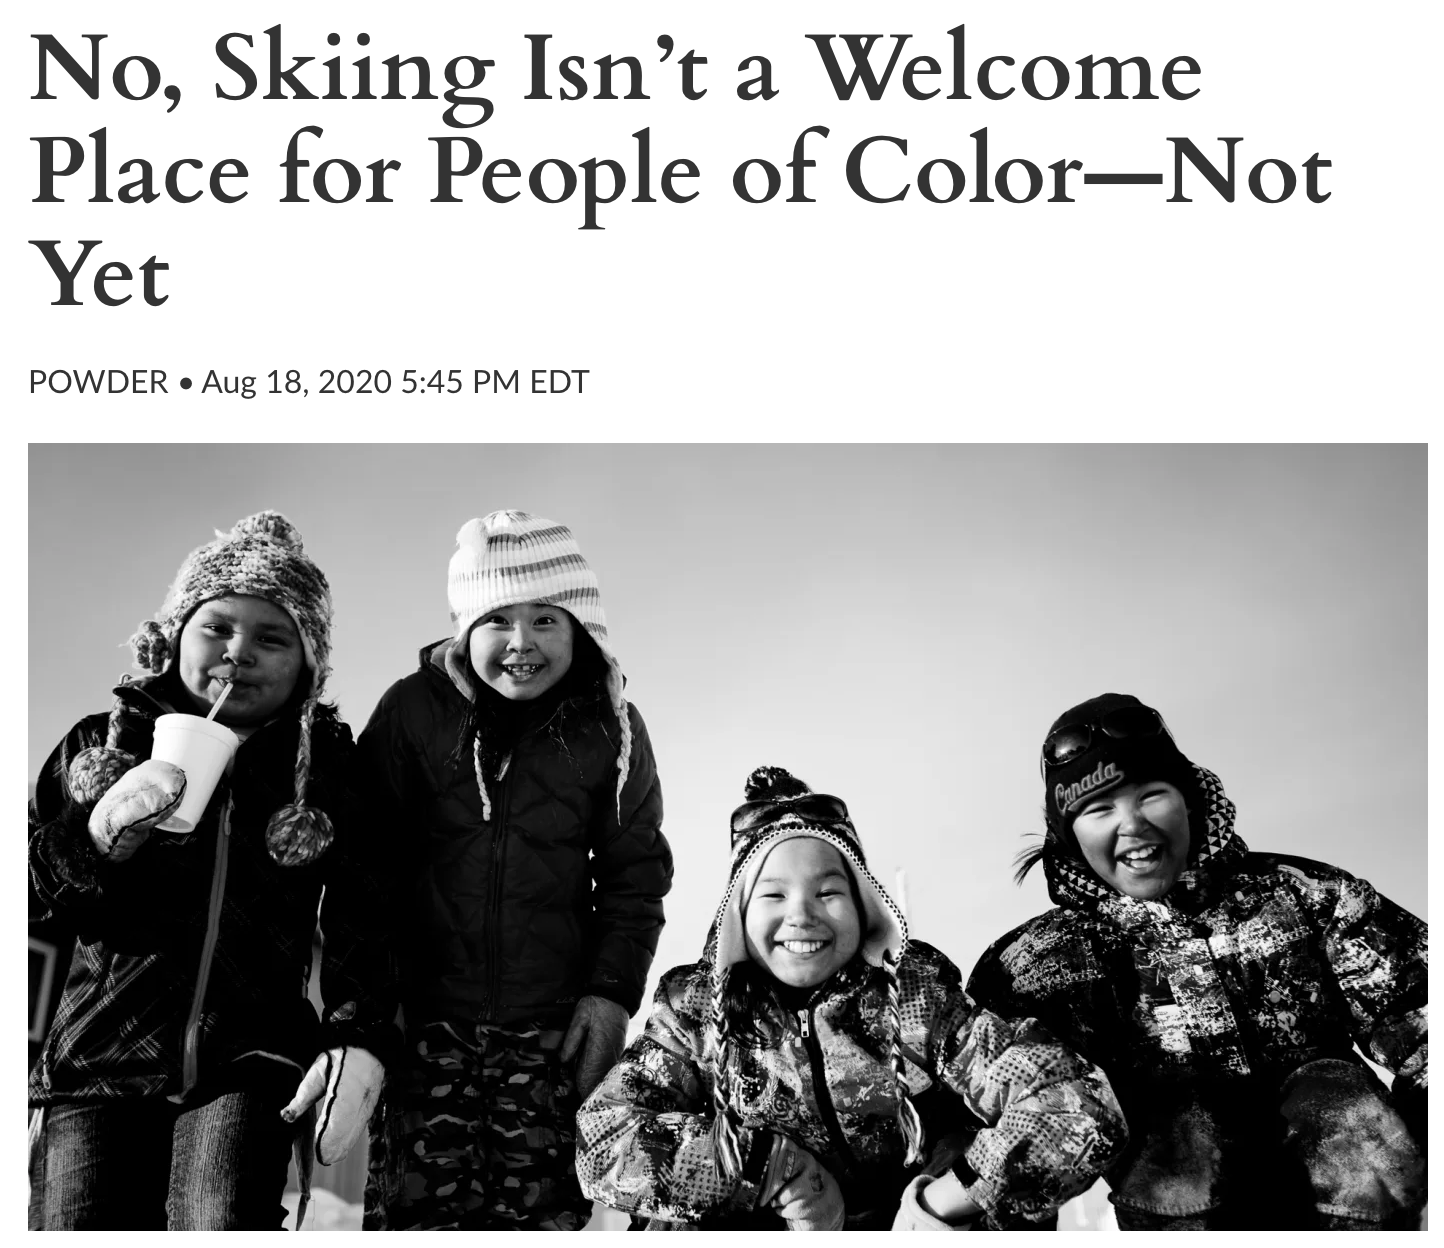 No, Skiing Isn’t a Welcome
Place for People of Color—Not
Yet
POWDER • Aug 18, 2020 5:45 PM EDT
Canada